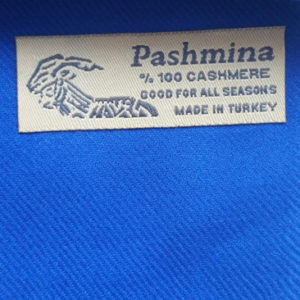 Pashmina
% 100 CASHMERE
GOOD FOR ALL SEASONS
MADE IN TURKEY